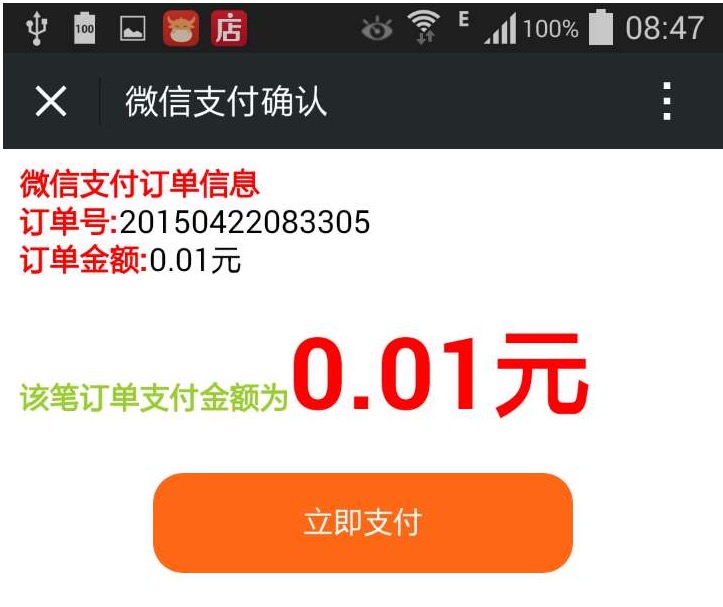 100 店 E 100% 08:47
微信支付确认
微信支付订单信息
订单号:20150422083305
订单金额:0.01元
该笔订单支付金额为0.01元
立即支付